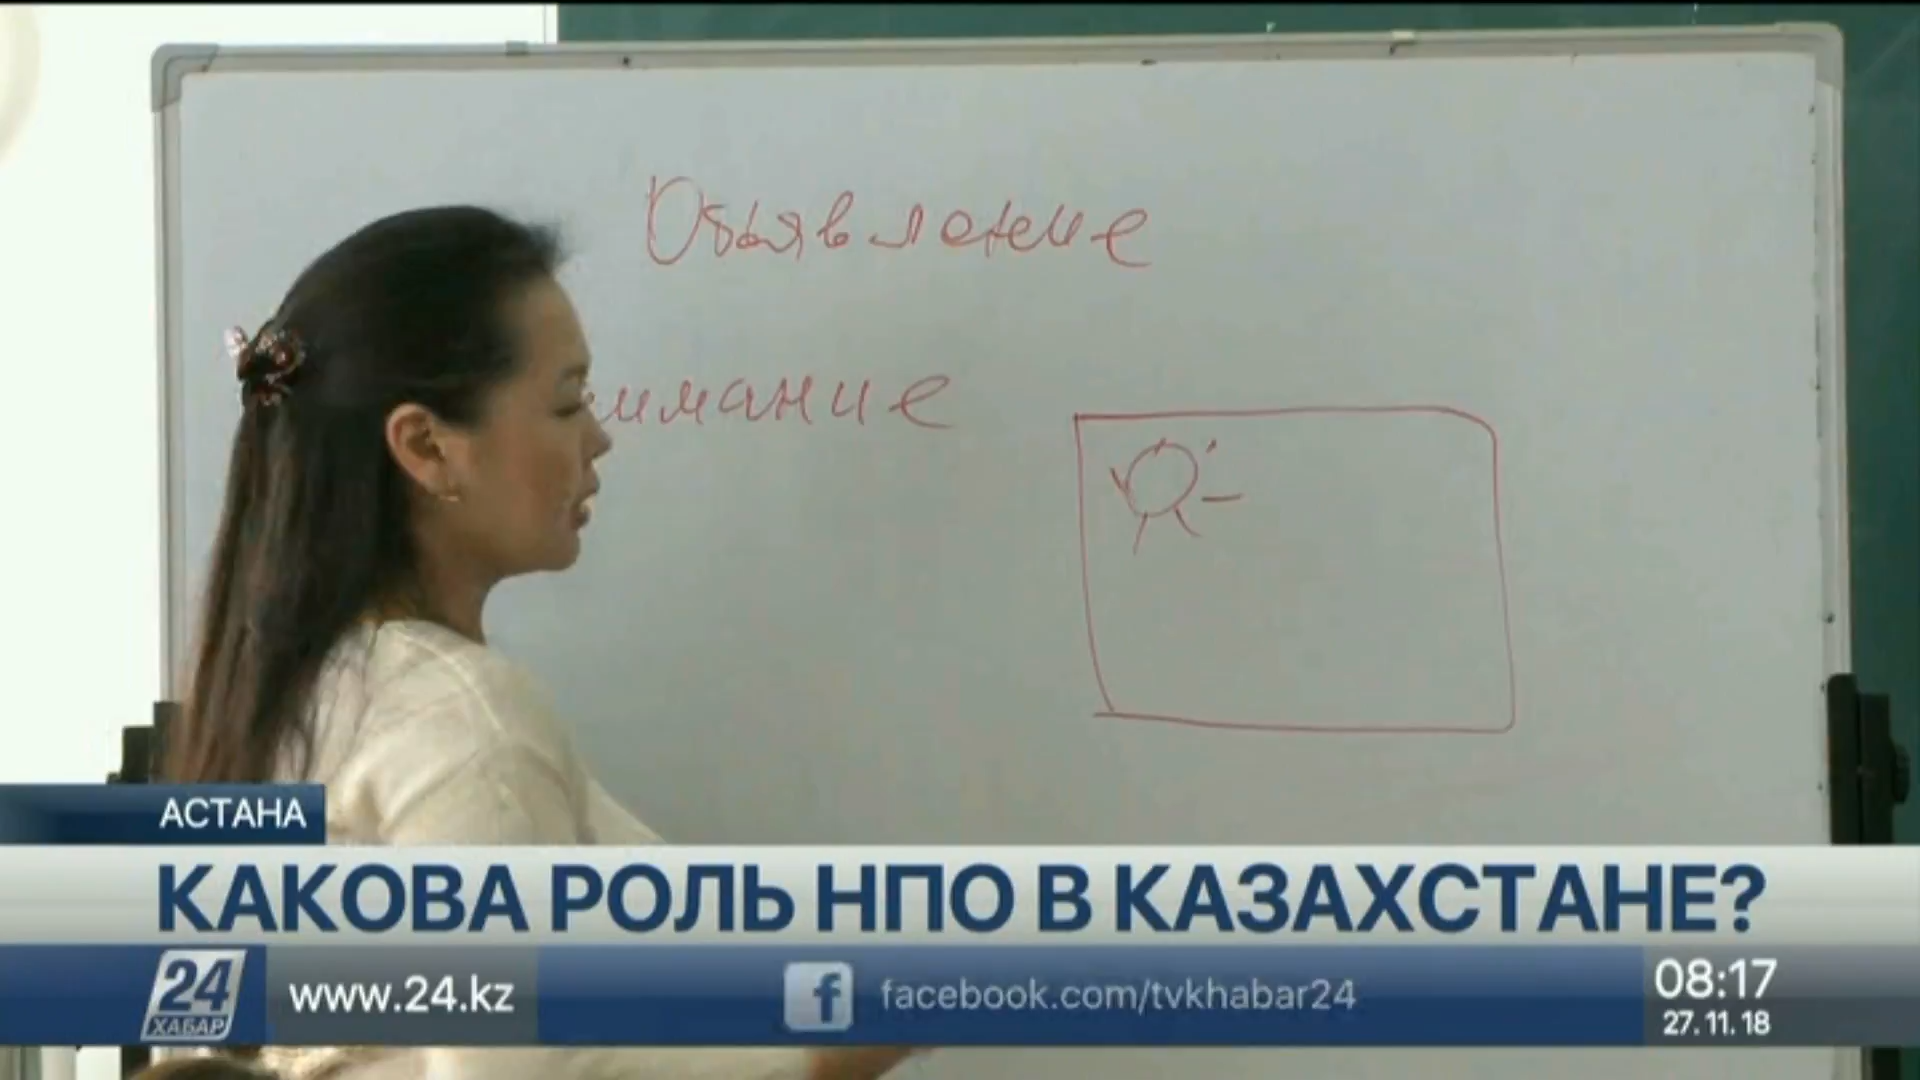 Объявление
нимание
АСТАНА
КАКОВА РОЛЬ НПО В КАЗАХСТАНЕ?
24 ХАБАР
www.24.kz
facebook.com/tvkhabar24
08:17
27.11.18